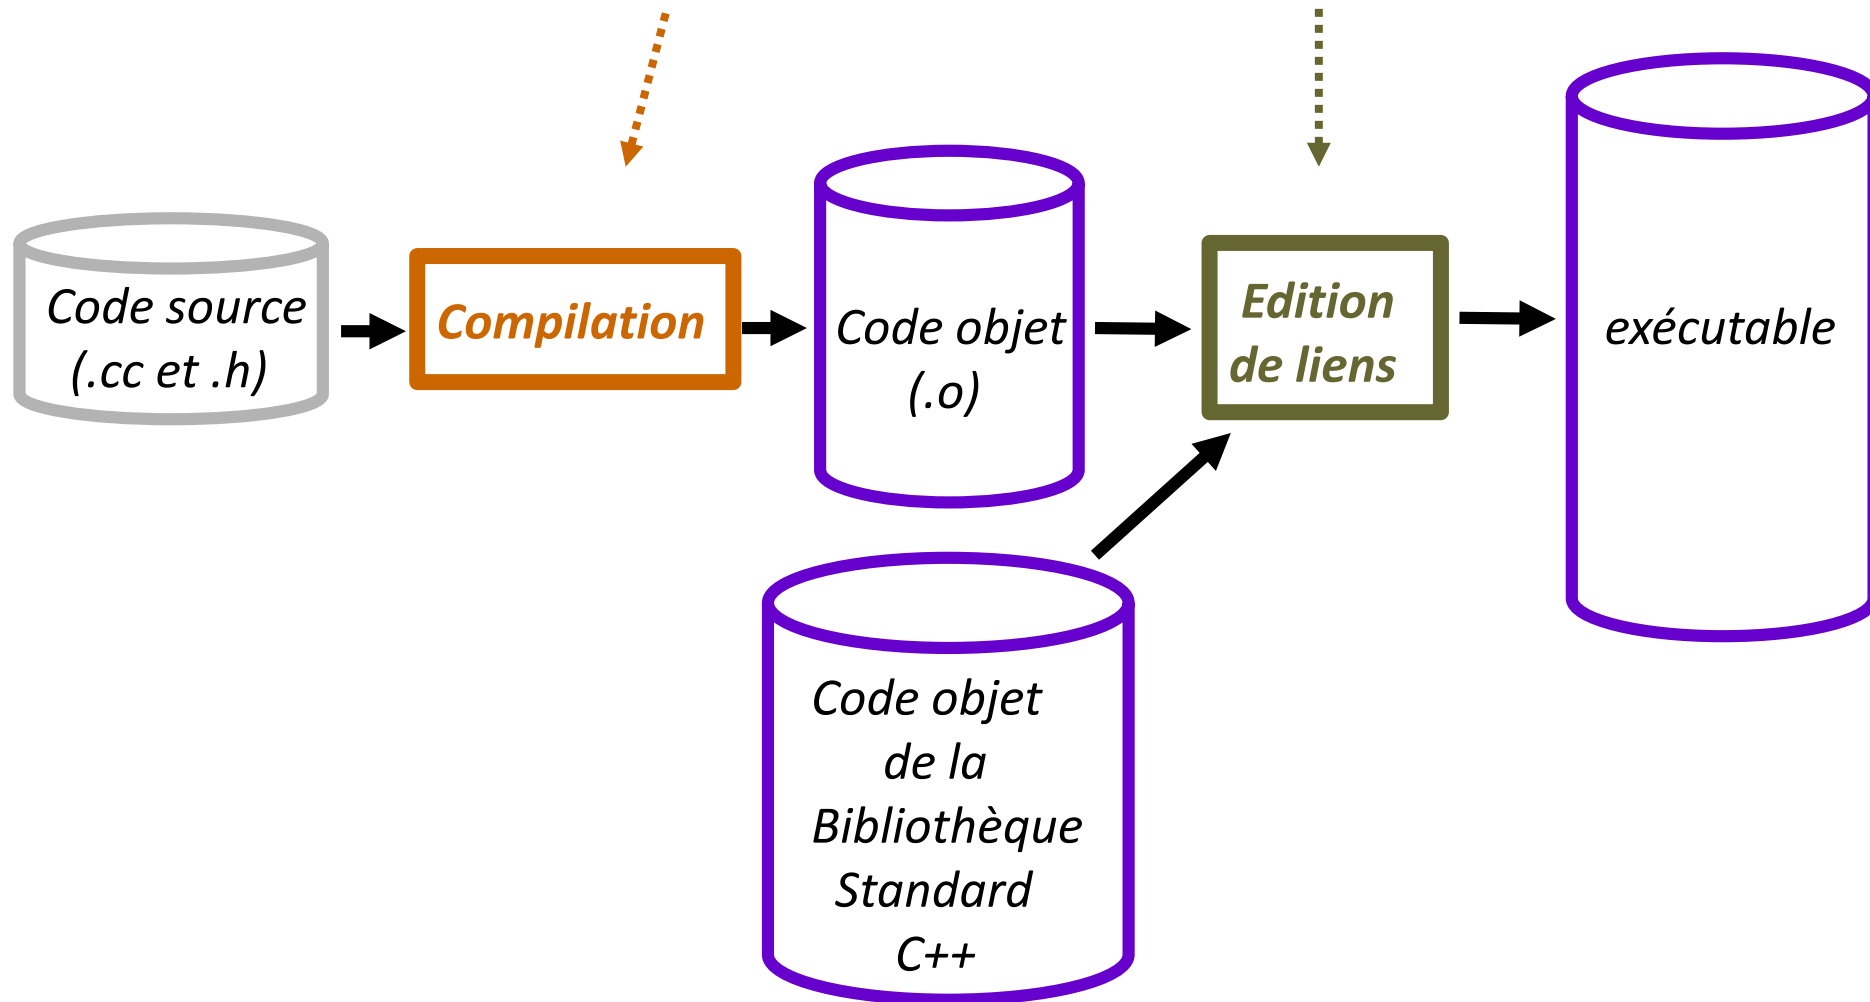 Code source
(.cc et .h)
Compilation
Code objet
(.o)
Edition
de liens
exécutable
Code objet
de la
Bibliothèque
Standard
C++